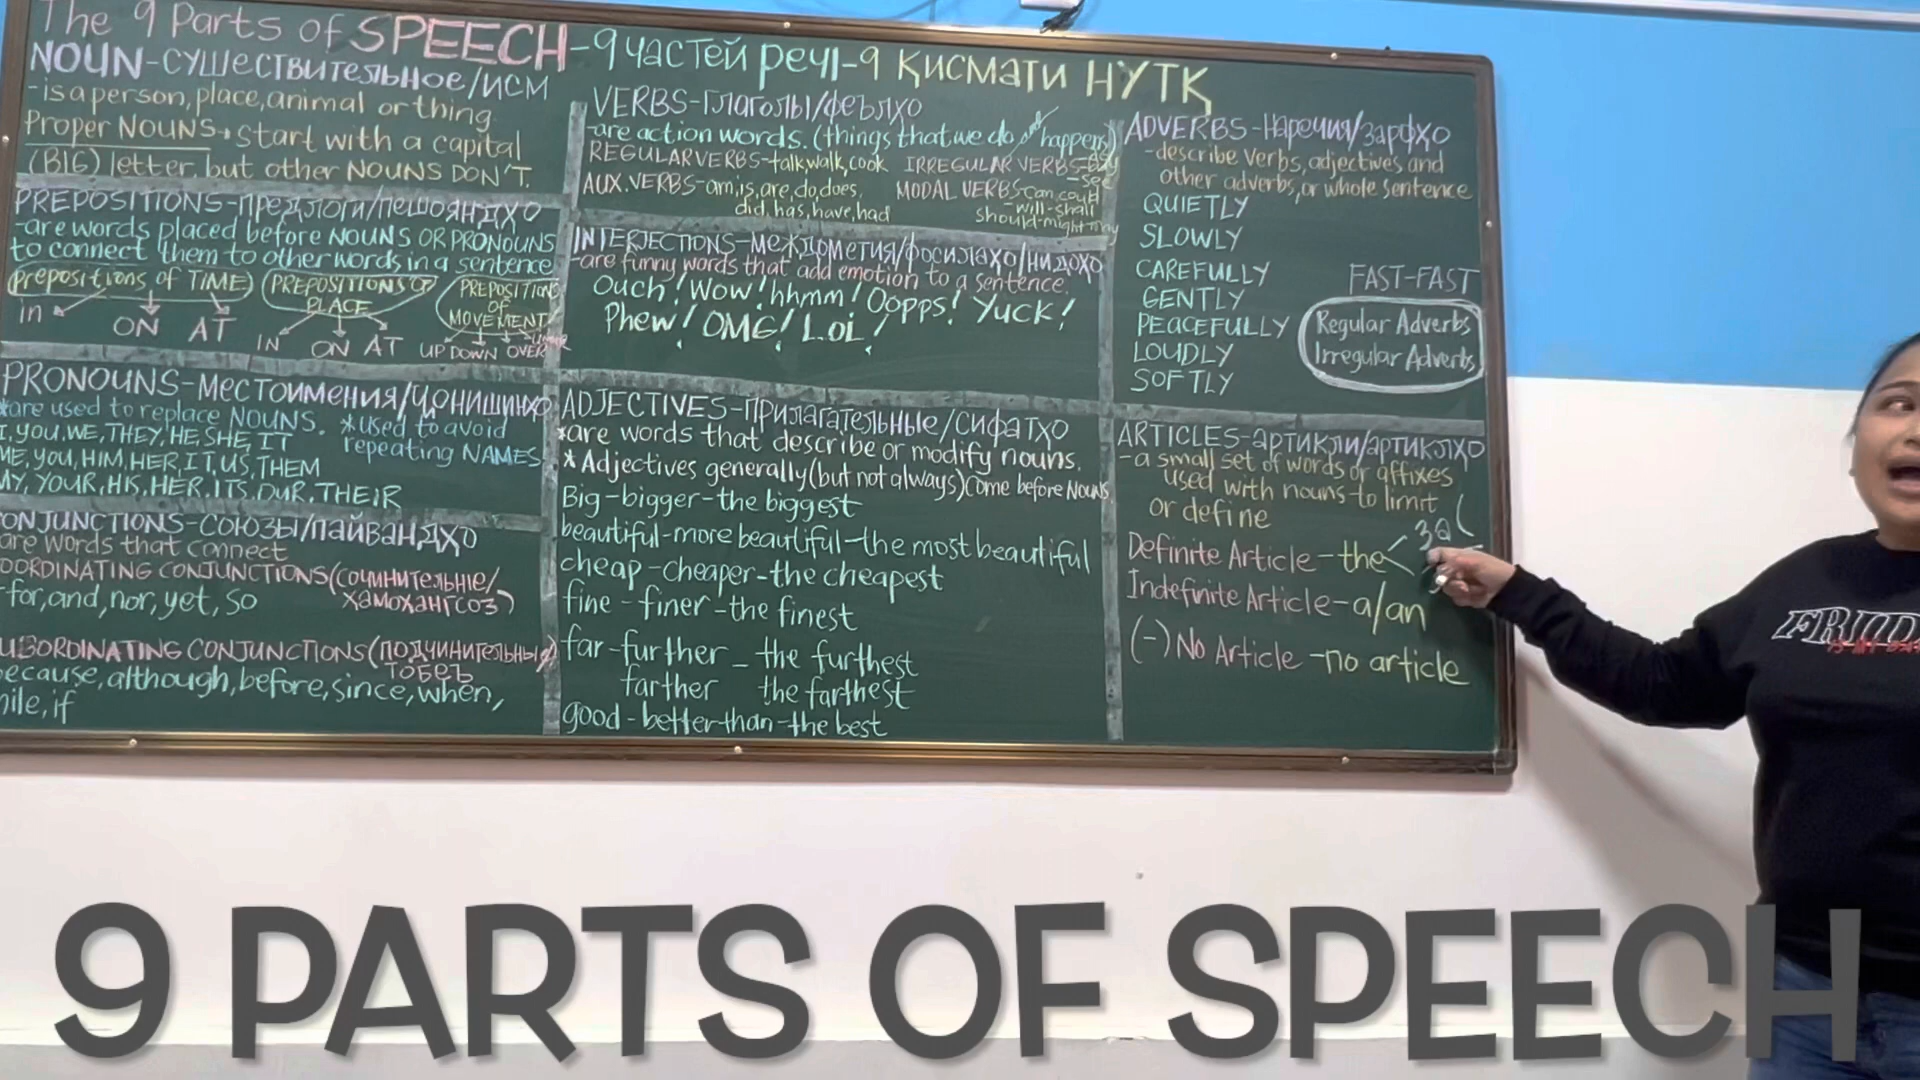 The 9 Parts of SPEECH-9 частей речи-9 қисмати НУТҚ
NOUN-СУЩЕСТВИТЕЛЬНОЕ/ИСМ
-is a person, place, animal or thing
Proper NOUNS→start with a capital
(BIG) letter, but other NOUNS DON'T.
PREPOSITIONS-предлоги/пешояндҳо
-are words placed before NOUNS OR PRONOUNS
to connect them to other words in a sentence
prepositions of TIME
in ON AT
PREPOSITIONS OF
PLACE
IN ON AT
PREPOSITIONS
OF
MOVEMENT
UP DOWN OVER
PRONOUNS-Местоимения/Ҷонишинҳо
*are used to replace NOUNS.
I, YOU, WE, THEY, HE, SHE, IT
ME, YOU, HIM, HER, IT, US, THEM
MY, YOUR, HIS, HER, ITS, OUR, THEIR
*used to avoid
repeating NAMES
ONJUNCTIONS-СОЮЗЫ/пайвандҳо
are words that connect
OORDINATING CONJUNCTIONS (сочинительные/
ҳамоҳангсоз)
-for, and, nor, yet, so
UBORDINATING CONJUNCTIONS (подчинительные/
тобеъ
ecause, although, before, since, when,
hile, if
VERBS-Глаголы/феълҳо
-are action words. (things that we do happens)
REGULAR VERBS-talk, walk, cook
IRREGULAR VERBS
-see
AUX. VERBS-am, is, are, do, does,
did, has, have, had
MODAL VERBS-can, could
-will-shall
should-might
INTERJECTIONS-междометия/фосилаҳо/нидоҳо
-are funny words that add emotion to a sentence.
Ouch! Wow! hhmm! Oopps! Yuck!
Phew! OMG! LOL!
ADJECTIVES-Прилагательные/сифатҳо
*are words that describe or modify nouns.
*Adjectives generally (but not always) come before NOUNS
Big-bigger-the biggest
beautiful-more beautiful-the most beautiful
cheap-cheaper-the cheapest
fine-finer-the finest
far-further-the furthest
farther the farthest
good-better than-the best
ADVERBS-Наречия/Зарфҳо
-describe verbs, adjectives and
other adverbs, or whole sentence
QUIETLY
SLOWLY
CAREFULLY
GENTLY
PEACEFULLY
LOUDLY
SOFTLY
FAST-FAST
Regular Adverbs
Irregular Adverbs
ARTICLES-артикли/артиклҳо
-a small set of words or affixes
used with nouns to limit
or define
Definite Article-the
Indefinite Article-a/an
(-) No Article-no article
9 PARTS OF SPEECH